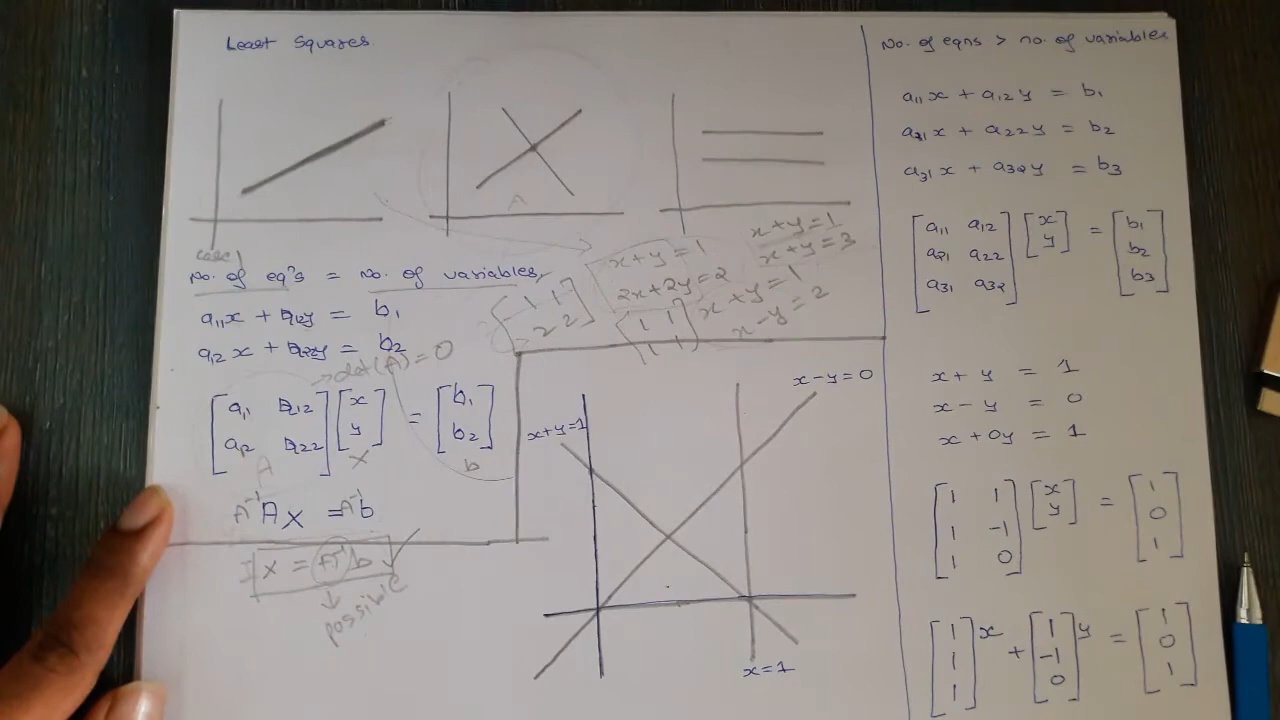 Least Squares
case 1
No. of eq's = No. of variables
a11x + a12y = b1
a12x + a22y = b2
→ det(A) = 0
[a11 a12] [x] = [b1]
[a12 a22] [y] = [b2]
A X b
A⁻¹AX = A⁻¹b
IX = A⁻¹b
possible
A
x+y=1
2x+2y=2
[1 1]
[2 2]
x+y=1
x+y=3
x+y=1
x-y=2
[1 1]
[1 1]
x+y=1
x-y=0
x=1
No. of eqns > no. of variables
a11x + a12y = b1
a21x + a22y = b2
a31x + a32y = b3
[a11 a12] [x] = [b1]
[a21 a22] [y] = [b2]
[a31 a32] [b3]
x + y = 1
x - y = 0
x + 0y = 1
[1 1] [x] = [1]
[1 -1] [y] = [0]
[1 0] [1]
[1] x + [1] y = [1]
[1] [-1] [0]
[1] [0] [1]